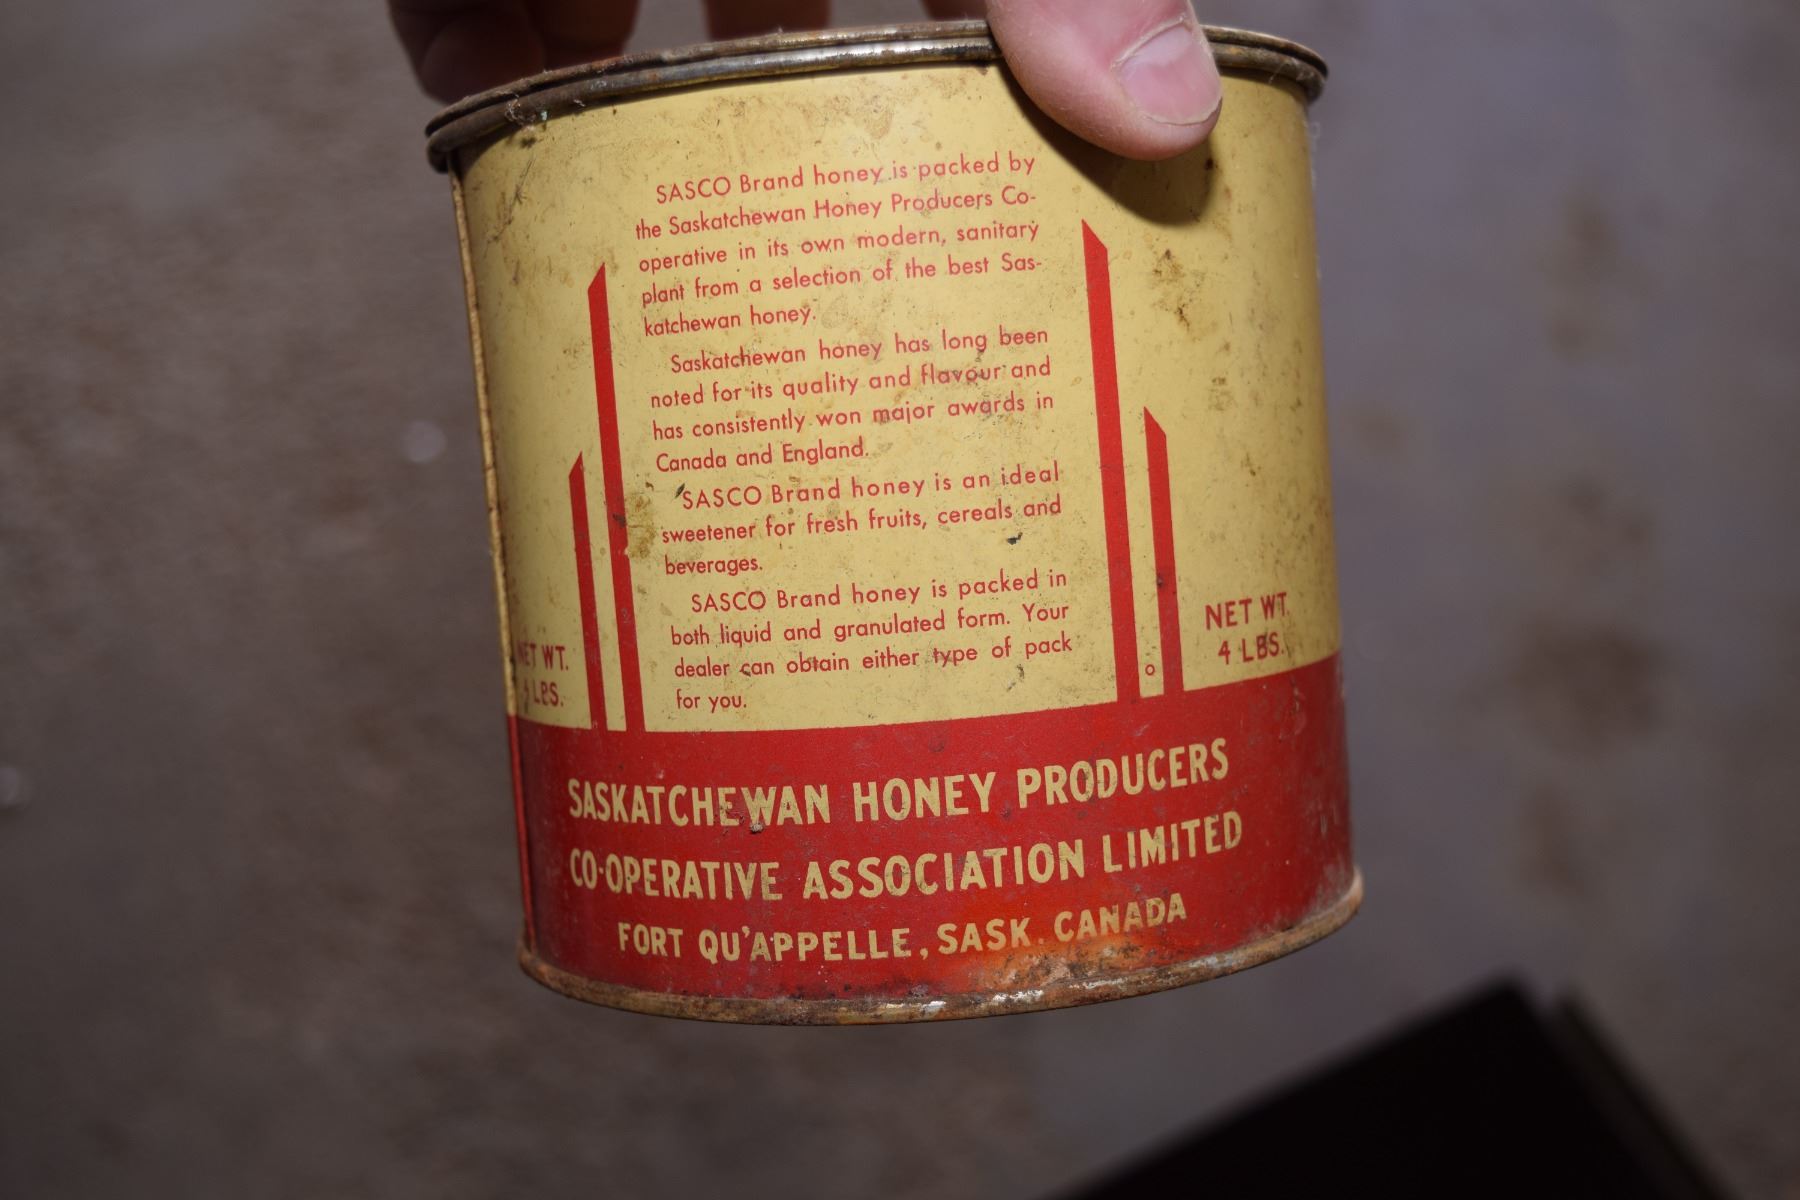 SASCO Brand honey is packed by
the Saskatchewan Honey Producers Co-
operative in its own modern, sanitary
plant from a selection of the best Sas-
katchewan honey.
Saskatchewan honey has long been
noted for its quality and flavour and
has consistently won major awards in
Canada and England.
SASCO Brand honey is an ideal
sweetener for fresh fruits, cereals and
beverages.
SASCO Brand honey is packed in
both liquid and granulated form. Your
dealer can obtain either type of pack
for you.
NET WT.
4 LBS.
NET WT.
4 LBS.
SASKATCHEWAN HONEY PRODUCERS
CO-OPERATIVE ASSOCIATION LIMITED
FORT QU'APPELLE, SASK. CANADA